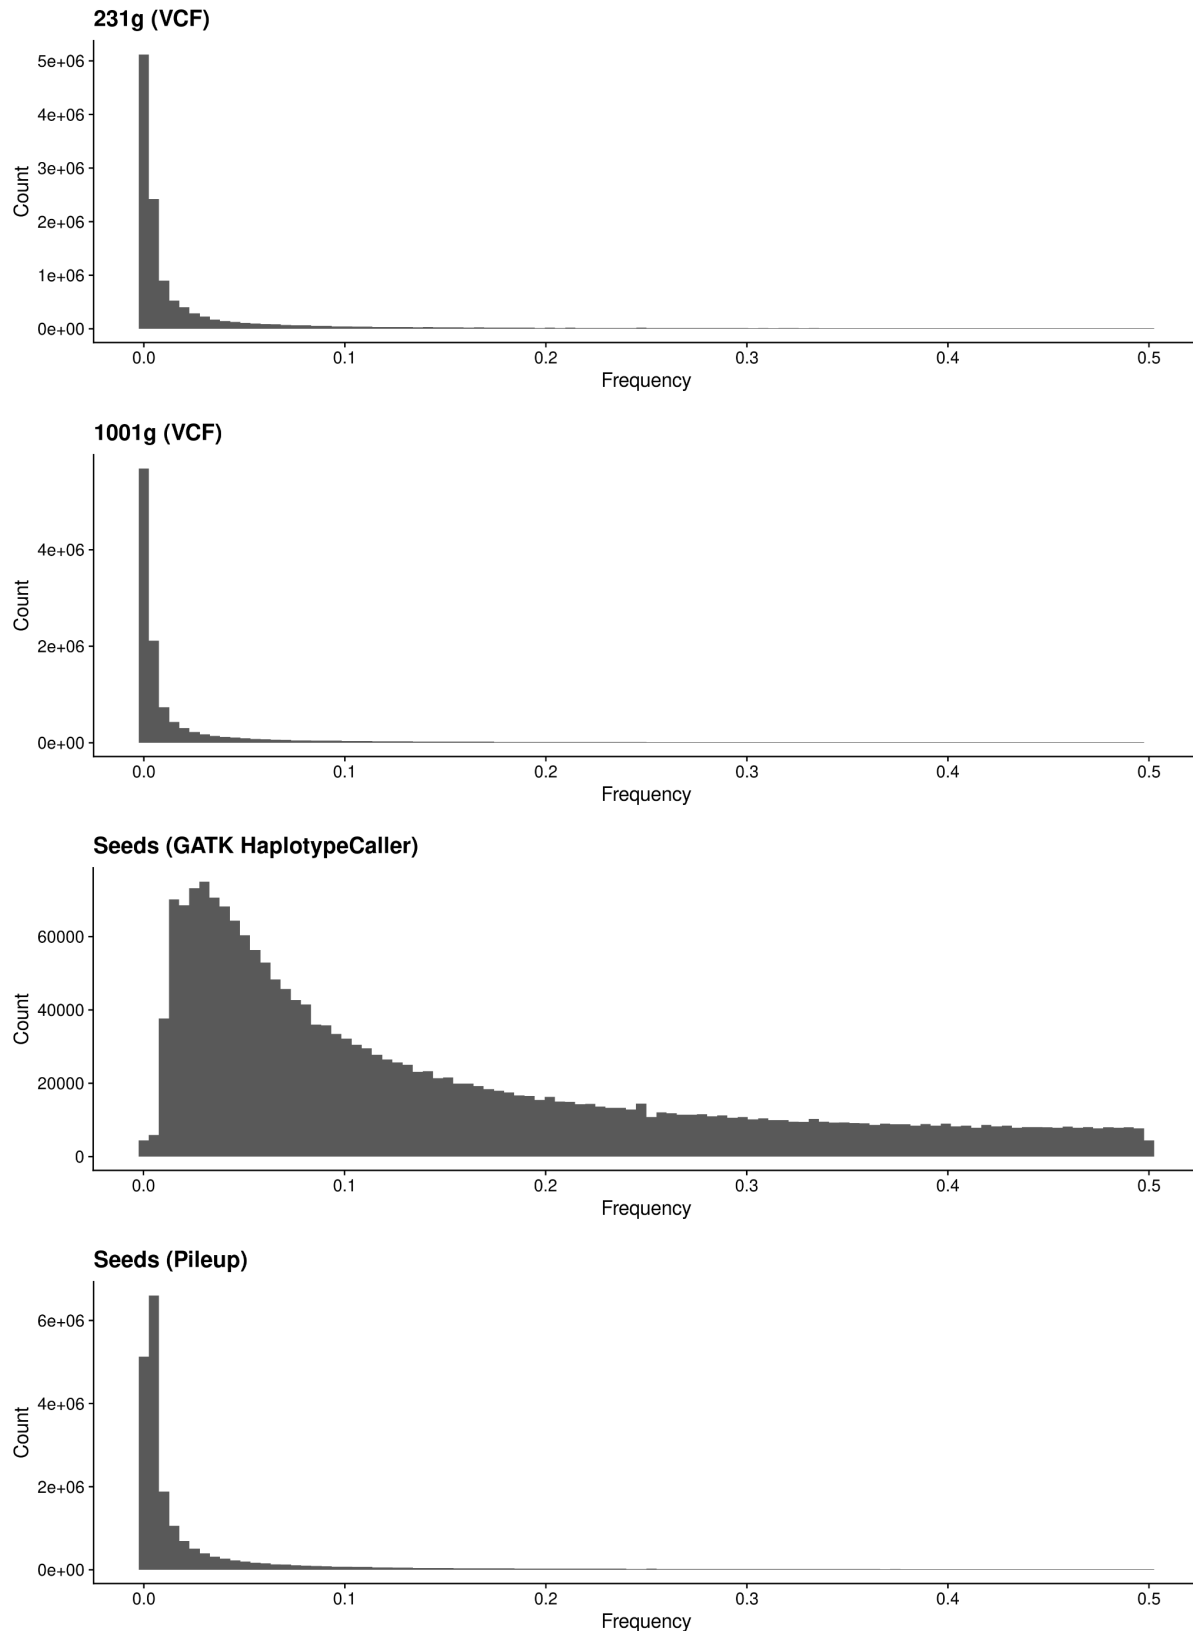 231g (VCF)
5e+06
4e+06
3e+06
2e+06
1e+06
0e+00
Count
0.0 0.1 0.2 0.3 0.4 0.5
Frequency
1001g (VCF)
4e+06
2e+06
0e+00
Count
0.0 0.1 0.2 0.3 0.4 0.5
Frequency
Seeds (GATK HaplotypeCaller)
60000
40000
20000
0
Count
0.0 0.1 0.2 0.3 0.4 0.5
Frequency
Seeds (Pileup)
6e+06
4e+06
2e+06
0e+00
Count
0.0 0.1 0.2 0.3 0.4 0.5
Frequency